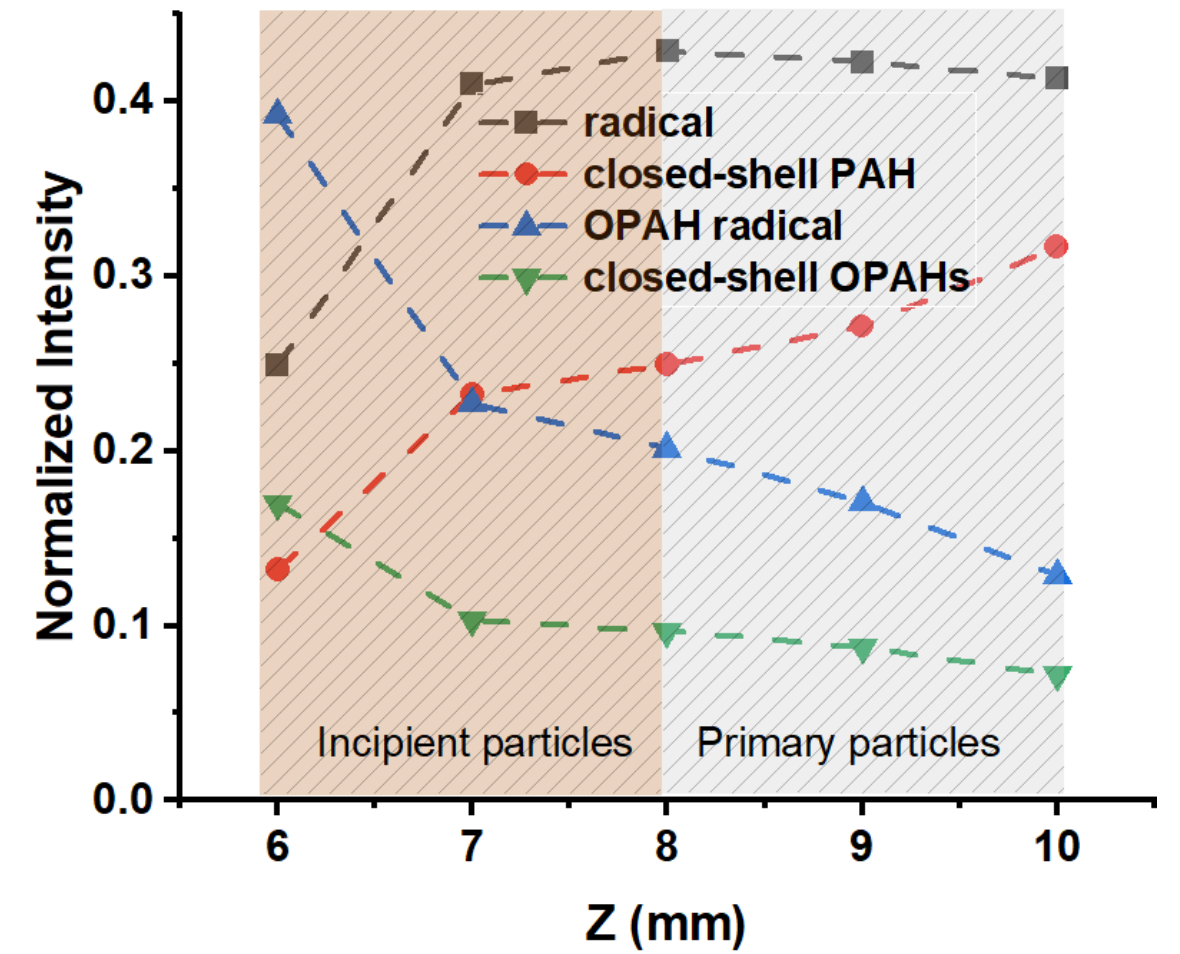 0.4
0.3
0.2
0.1
0.0
Normalized Intensity
radical
closed-shell PAH
OPAH radical
closed-shell OPAHs
Incipient particles
Primary particles
6 7 8 9 10
Z (mm)